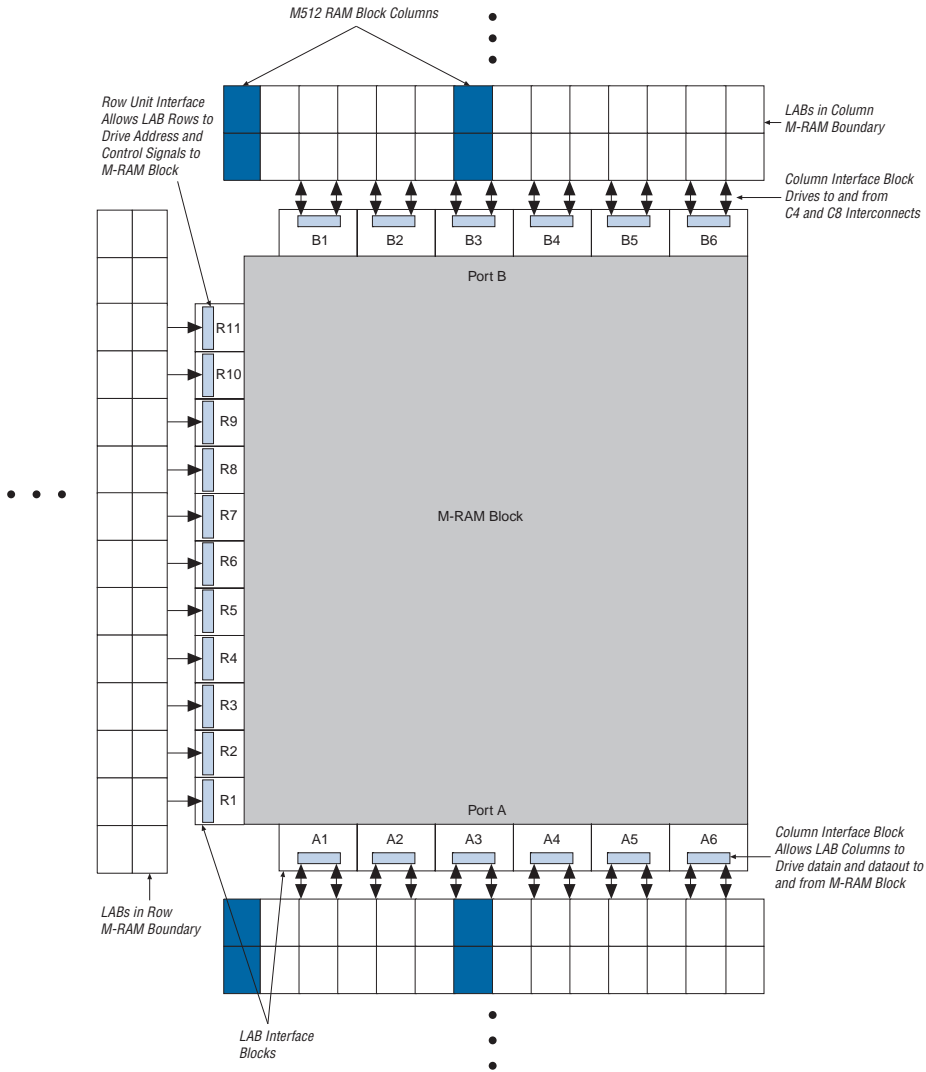 M512 RAM Block Columns
Row Unit Interface
Allows LAB Rows to
Drive Address and
Control Signals to
M-RAM Block
LABs in Column
M-RAM Boundary
Column Interface Block
Drives to and from
C4 and C8 Interconnects
B1
B2
B3
B4
B5
B6
Port B
R11
R10
R9
R8
R7
R6
R5
R4
R3
R2
R1
M-RAM Block
Port A
A1
A2
A3
A4
A5
A6
Column Interface Block
Allows LAB Columns to
Drive datain and dataout to
and from M-RAM Block
LABs in Row
M-RAM Boundary
LAB Interface
Blocks